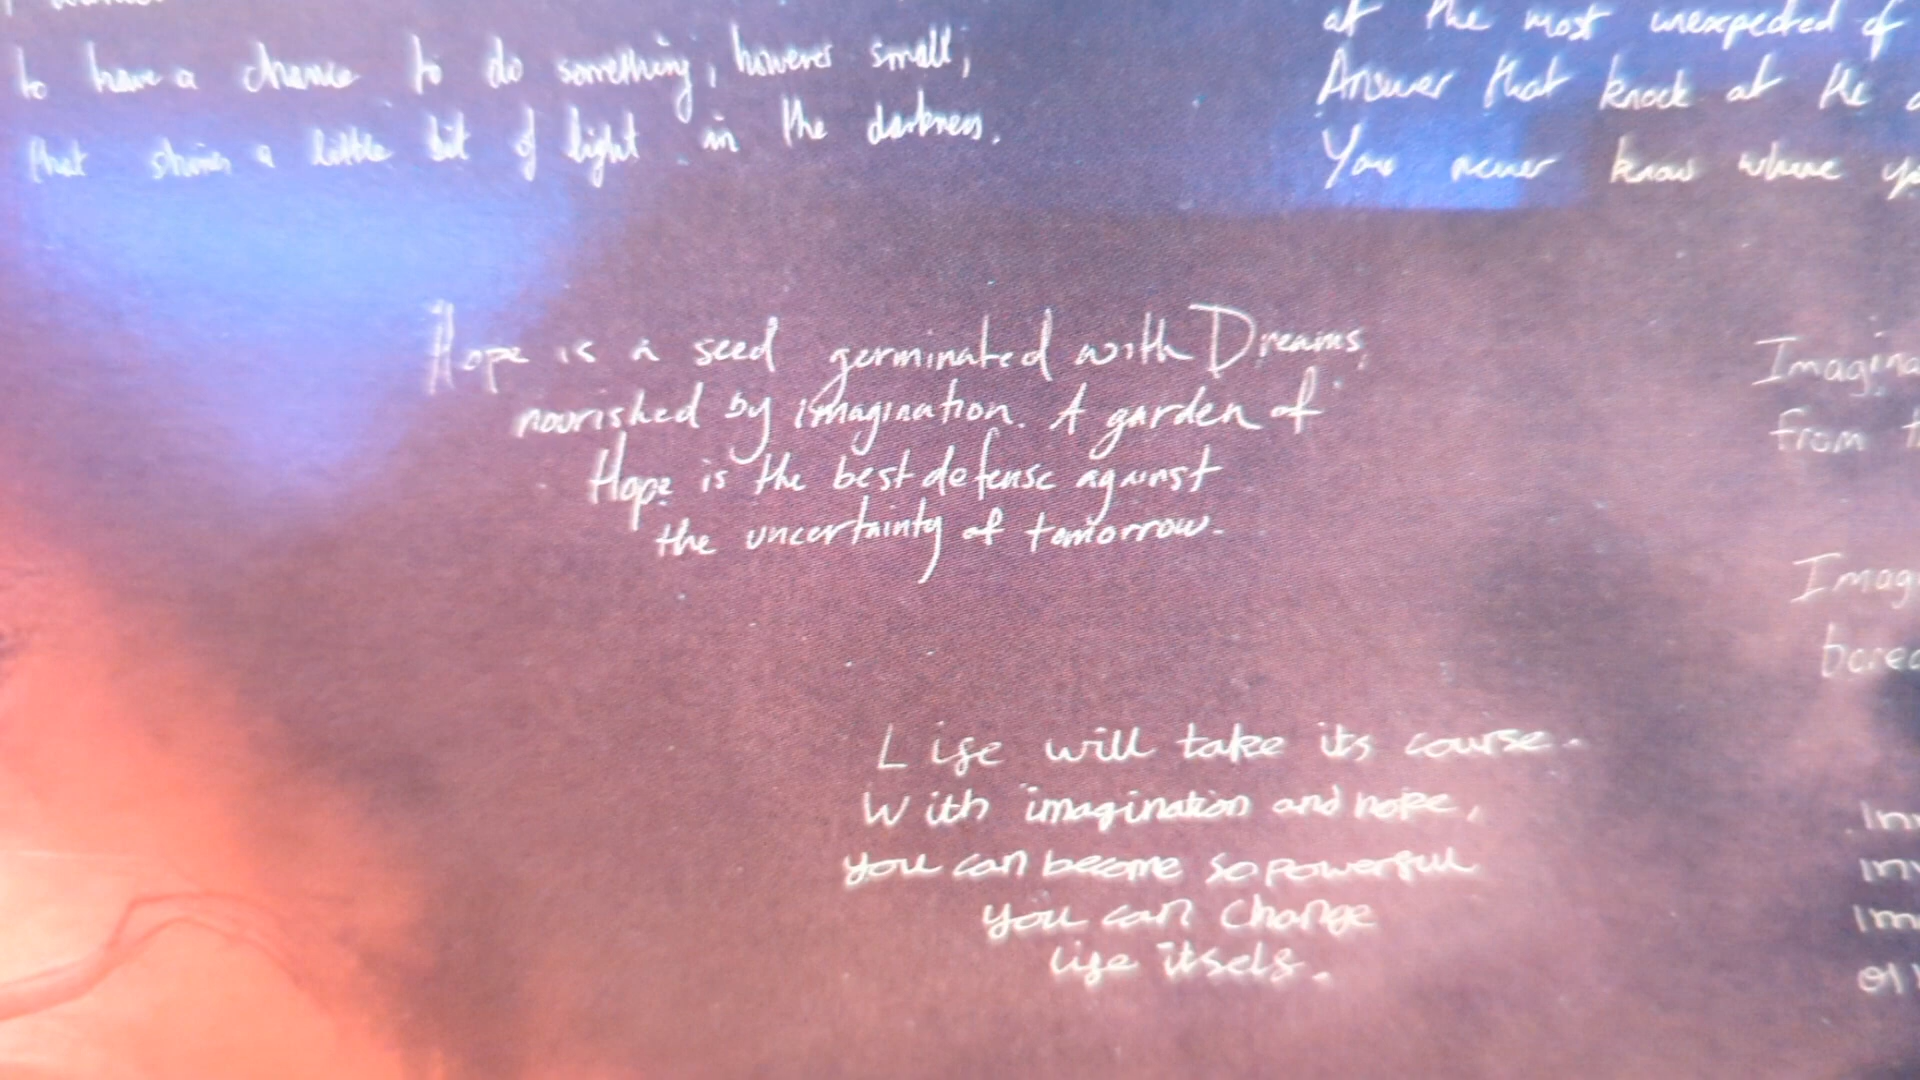 to have a chance to do something, however small,
that shines a little bit of light in the darkness.
at the most unexpected of
Answer that knock at the
You never know where
Hope is a seed germinated with Dreams,
nourished by imagination. A garden of
Hope is the best defense against
the uncertainty of tomorrow.
Imagina
from
Imag
Life will take its course.
With imagination and hope,
you can become so powerful
you can change
life itself.